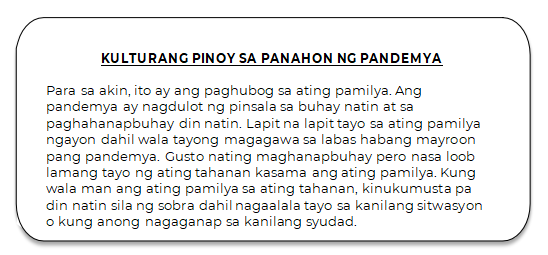 KULTURANG PINOY SA PANAHON NG PANDEMYA
Para sa akin, ito ay ang paghubog sa ating pamilya. Ang
pandemya ay nagdulot ng pinsala sa buhay natin at sa
paghahanapbuhay din natin. Lapit na lapit tayo sa ating pamilya
ngayon dahil wala tayong magagawa sa labas habang mayroon
pang pandemya. Gusto nating maghanapbuhay pero nasa loob
lamang tayo ng ating tahanan kasama ang ating pamilya. Kung
wala man ang ating pamilya sa ating tahanan, kinukumusta pa
din natin sila ng sobra dahil nagaalala tayo sa kanilang sitwasyon
o kung anong nagaganap sa kanilang syudad.